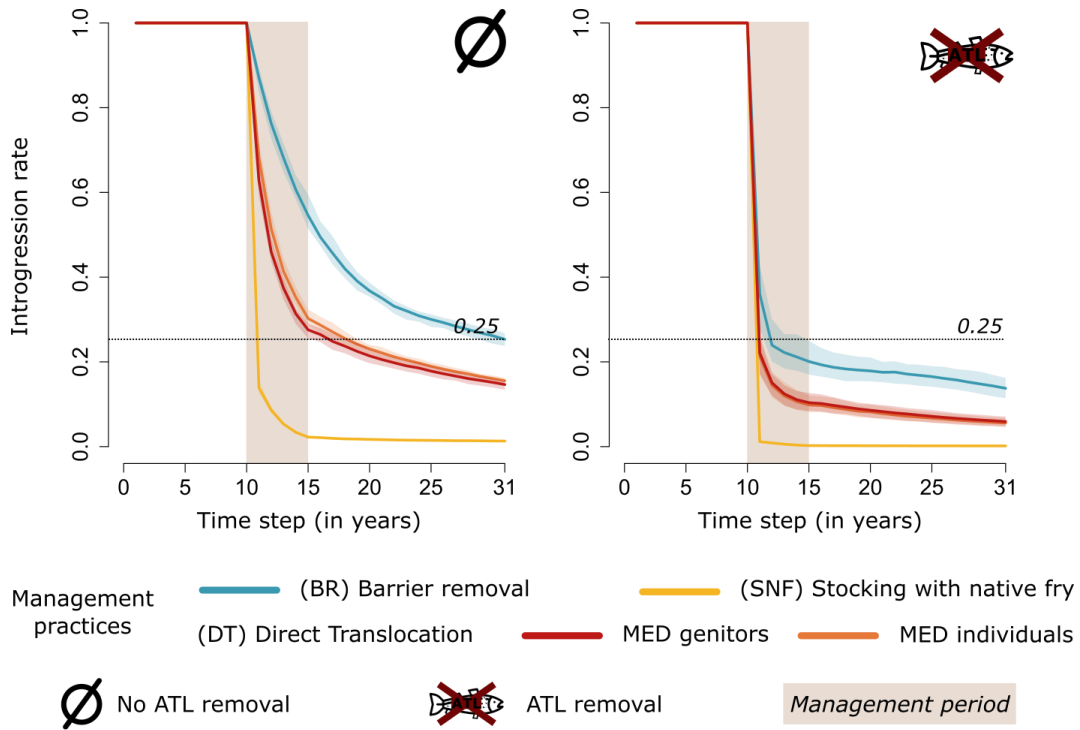 Introgression rate
1.0
0.8
0.6
0.4
0.2
0.0
0.25
0 5 10 15 20 25 31
Time step (in years)
ATL
1.0
0.8
0.6
0.4
0.2
0.0
0.25
0 5 10 15 20 25 31
Time step (in years)
Management
practices
(BR) Barrier removal
(SNF) Stocking with native fry
(DT) Direct Translocation
MED genitors
MED individuals
No ATL removal
ATL
ATL removal
Management period